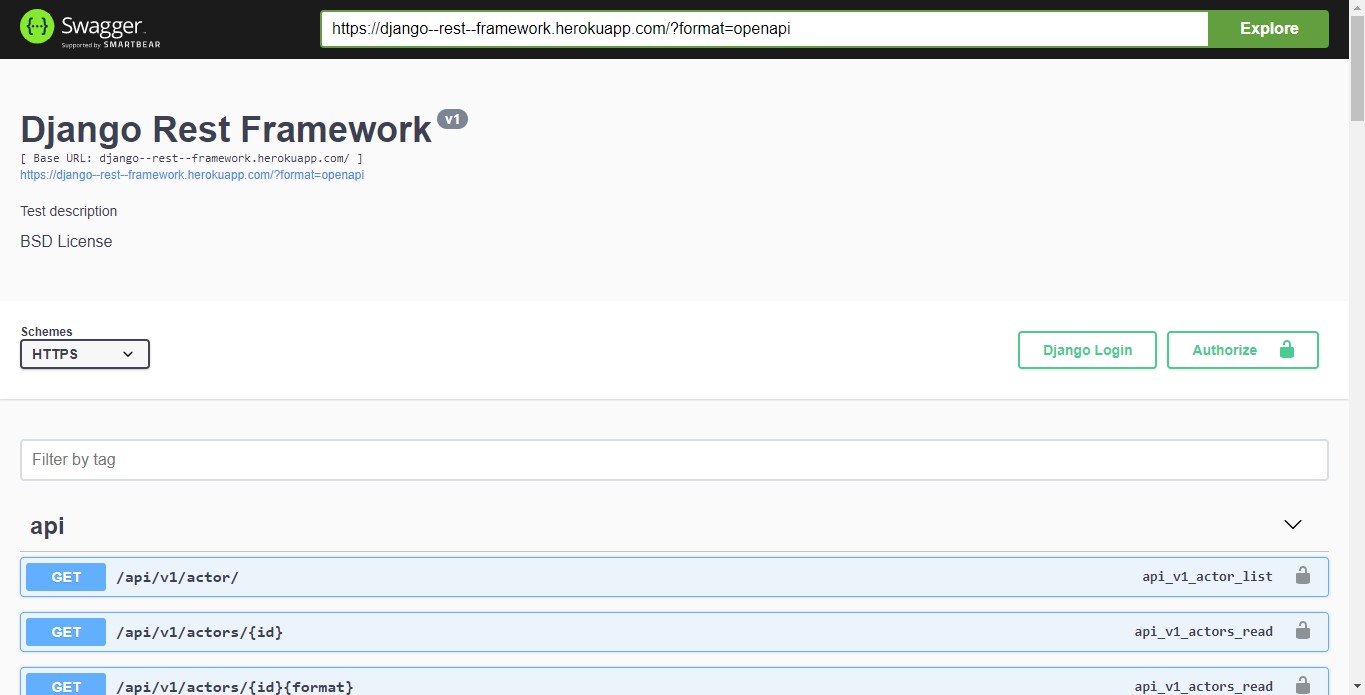 {···} Swagger
Supported by SMARTBEAR
https://django--rest--framework.herokuapp.com/?format=openapi
Explore
Django Rest Framework v1
[ Base URL: django--rest--framework.herokuapp.com/ ]
https://django--rest--framework.herokuapp.com/?format=openapi
Test description
BSD License
Schemes
HTTPS
Django Login
Authorize
Filter by tag
api
GET /api/v1/actor/ api_v1_actor_list
GET /api/v1/actors/{id} api_v1_actors_read
GET /api/v1/actors/{id}{format} api_v1_actors_read